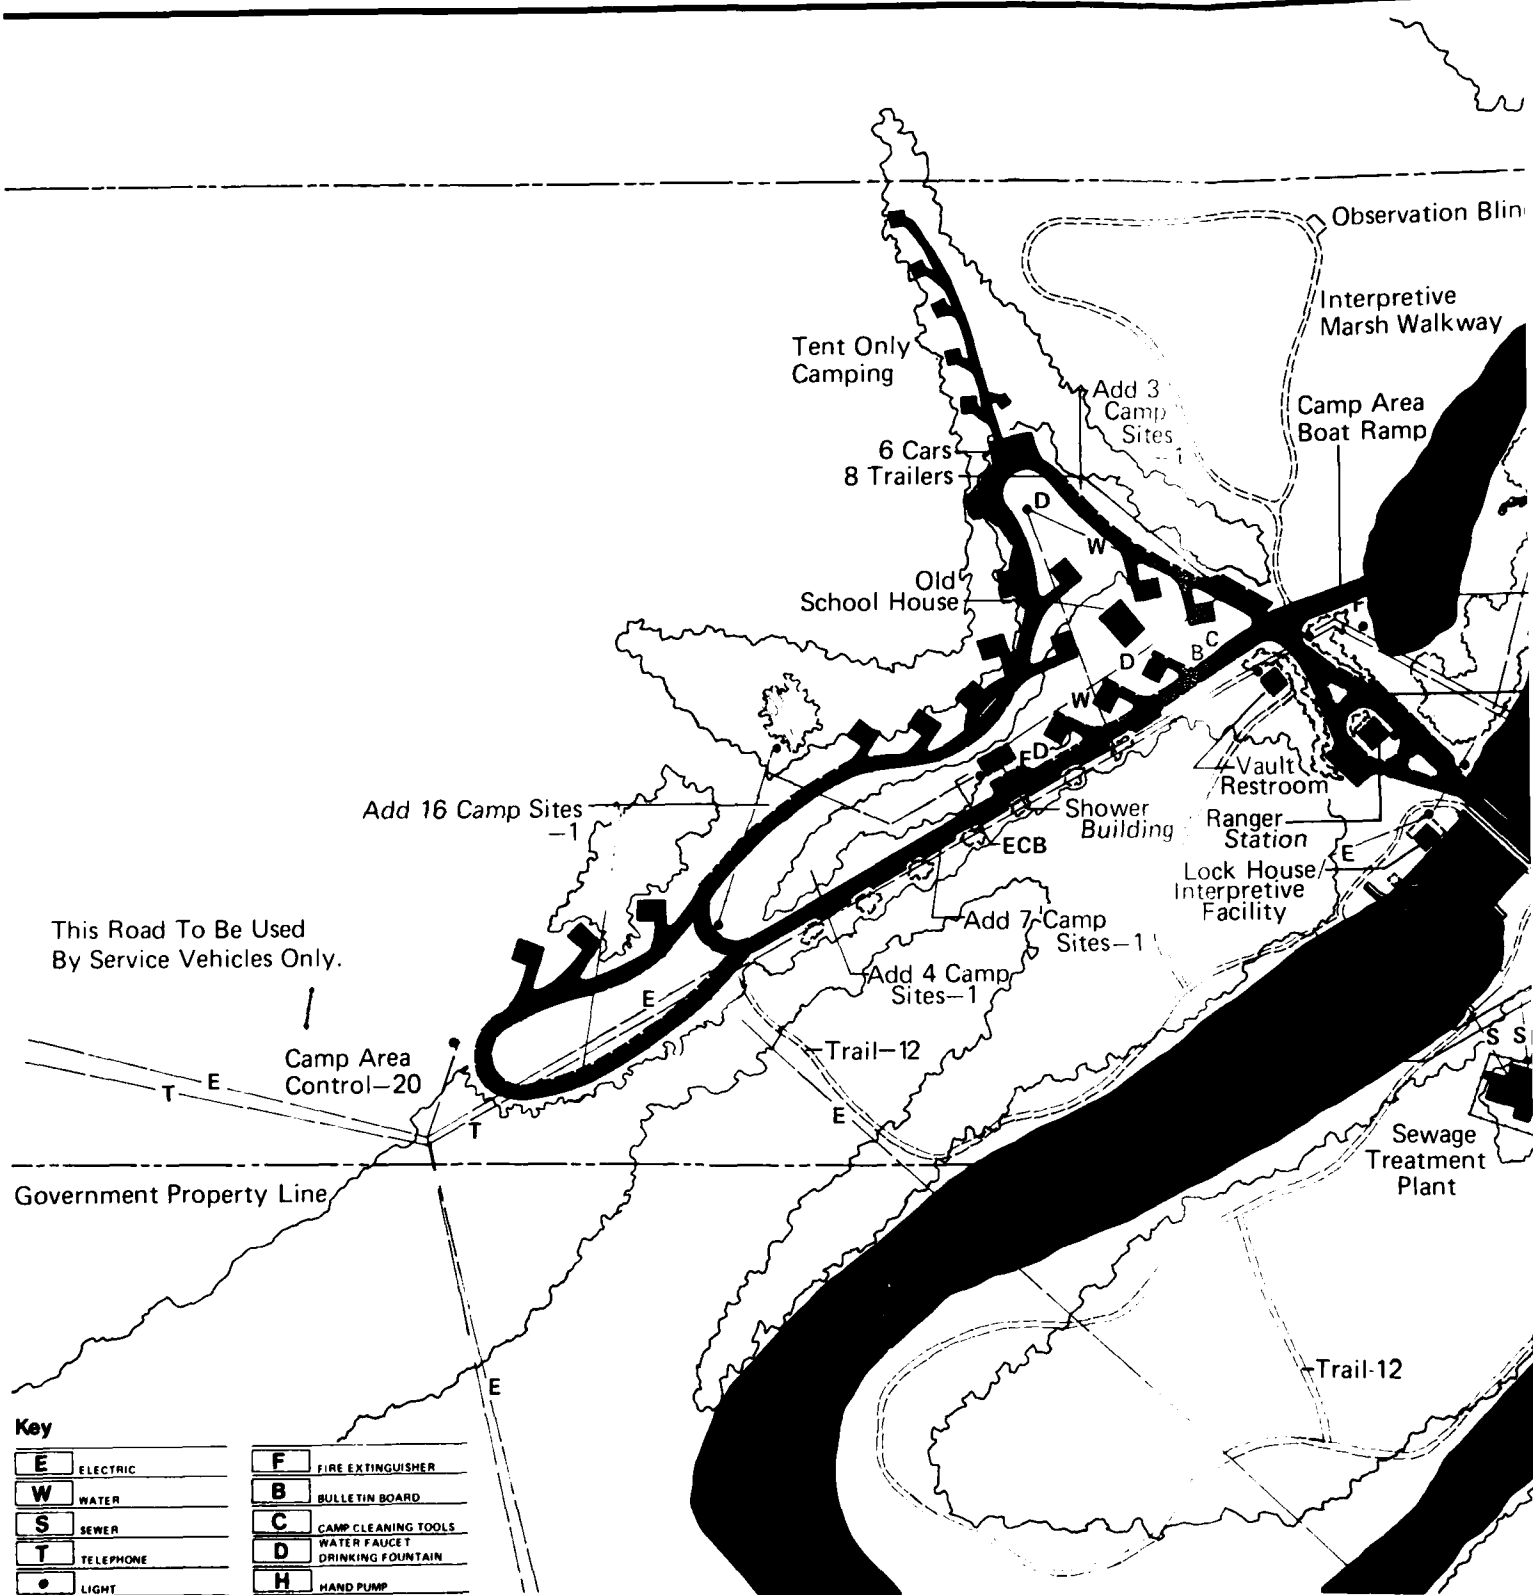 Observation Blin
Interpretive
Marsh Walkway
Tent Only
Camping
Add 3
Camp
Sites
-1
Camp Area
Boat Ramp
6 Cars
8 Trailers
D
W
Old
School House
F
C
B
D
W
D
F
Add 16 Camp Sites
-1
Vault
Restroom
Shower
Building
Ranger
Station
ECB
E
Lock House
Interpretive
Facility
This Road To Be Used
By Service Vehicles Only.
Add 7 Camp
Sites-1
Add 4 Camp
Sites-1
E
Trail-12
S S
Camp Area
Control-20
E
T
E
T
Sewage
Treatment
Plant
Government Property Line
Trail-12
E
Key
E ELECTRIC
W WATER
S SEWER
T TELEPHONE
LIGHT
F FIRE EXTINGUISHER
B BULLETIN BOARD
C CAMP CLEANING TOOLS
D WATER FAUCET
DRINKING FOUNTAIN
H HAND PUMP